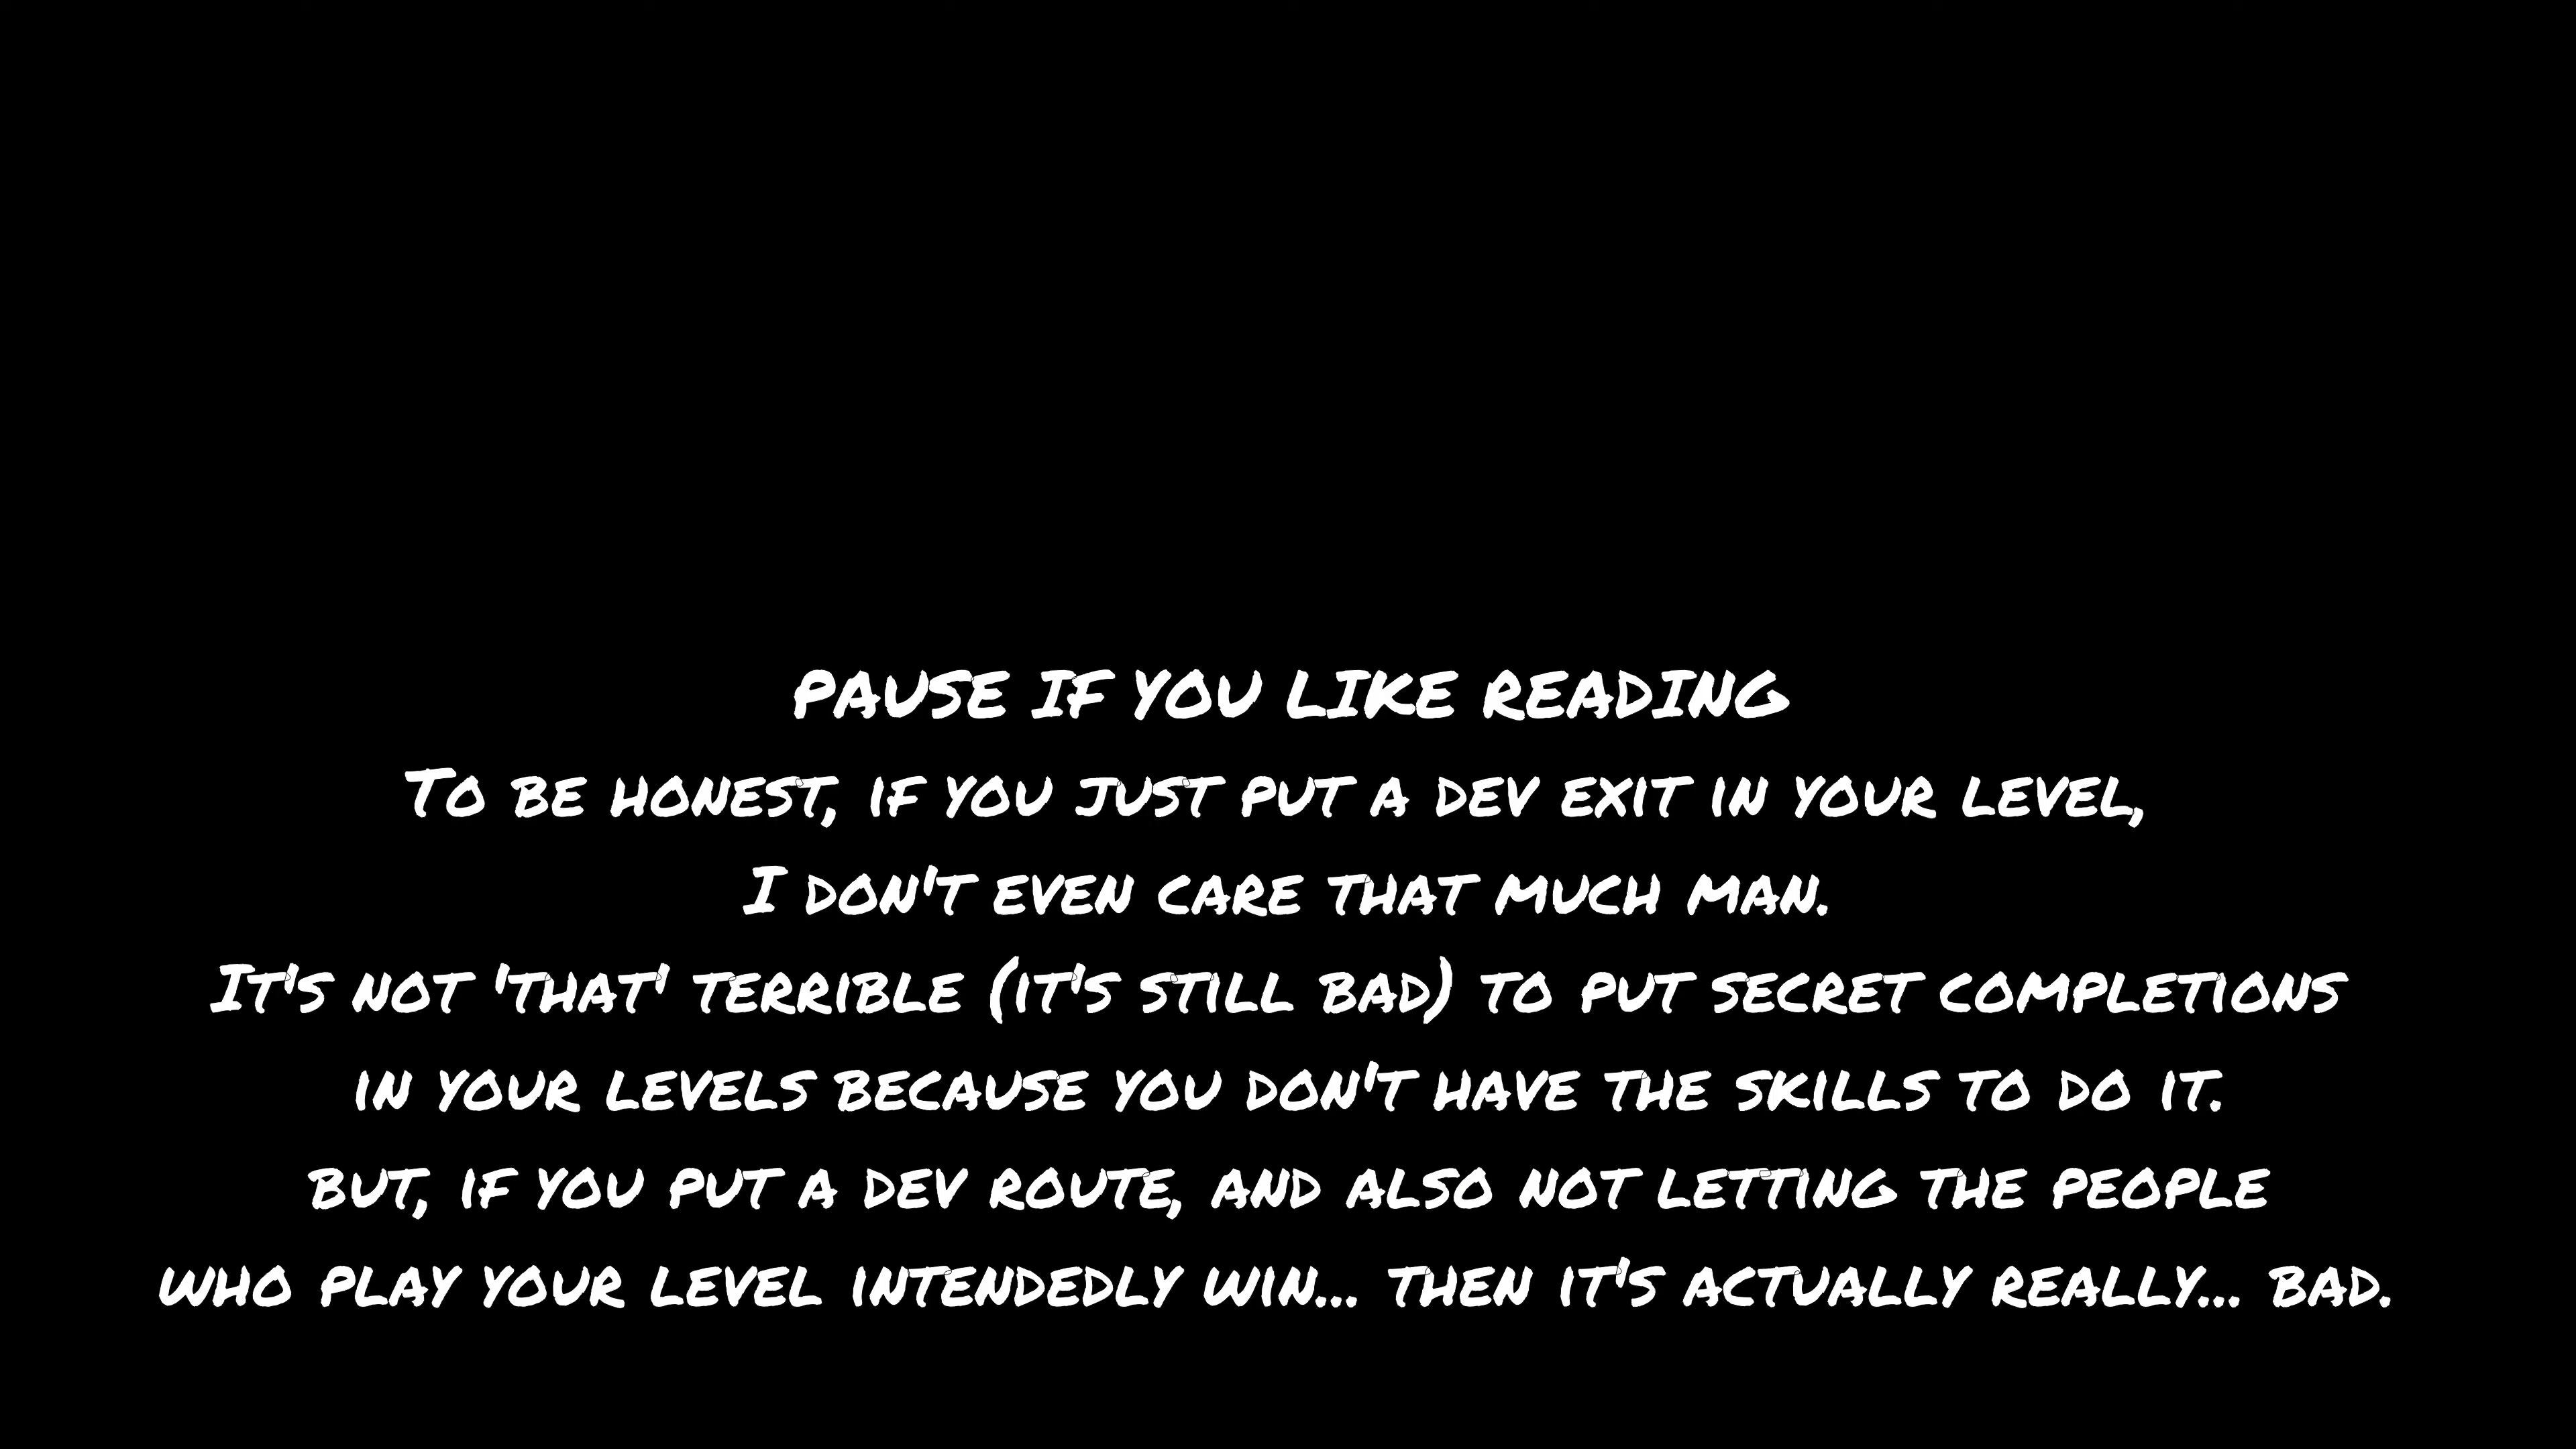 PAUSE IF YOU LIKE READING
To be honest, if you just put a dev exit in your level,
I don't even care that much man.
It's not 'that' terrible (it's still bad) to put secret completions
in your levels because you don't have the skills to do it.
but, if you put a dev route, and also not letting the people
who play your level intendedly win... then it's actually really... bad.